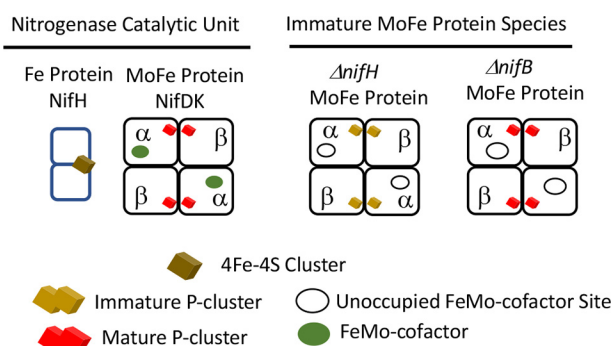 Nitrogenase Catalytic Unit
Immature MoFe Protein Species
Fe Protein
NifH
MoFe Protein
NifDK
ΔnifH
MoFe Protein
ΔnifB
MoFe Protein
α β
β α
α β
β α
α β
β
4Fe-4S Cluster
Immature P-cluster
Unoccupied FeMo-cofactor Site
Mature P-cluster
FeMo-cofactor